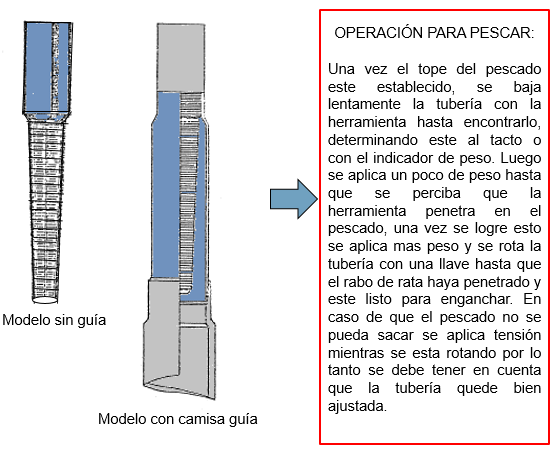 Modelo sin guía
Modelo con camisa guía
OPERACIÓN PARA PESCAR:
Una vez el tope del pescado
este establecido, se baja
lentamente la tubería con la
herramienta hasta encontrarlo,
determinando este al tacto o
con el indicador de peso. Luego
se aplica un poco de peso hasta
que se perciba que la
herramienta penetra en el
pescado, una vez se logre esto
se aplica mas peso y se rota la
tubería con una llave hasta que
el rabo de rata haya penetrado y
este listo para enganchar. En
caso de que el pescado no se
pueda sacar se aplica tensión
mientras se esta rotando por lo
tanto se debe tener en cuenta
que la tubería quede bien
ajustada.